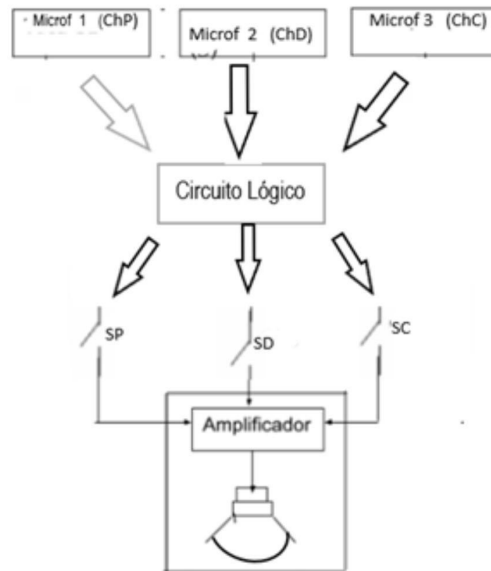 Microf 1 (ChP)
Microf 2 (ChD)
Microf 3 (ChC)
Circuito Lógico
SP
SD
SC
Amplificador